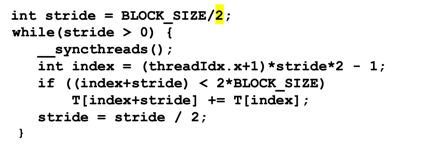 int stride = BLOCK_SIZE/2;
while(stride > 0) {
__syncthreads();
int index = (threadIdx.x+1)*stride*2 - 1;
if ((index+stride) < 2*BLOCK_SIZE)
T[index+stride] += T[index];
stride = stride / 2;
}